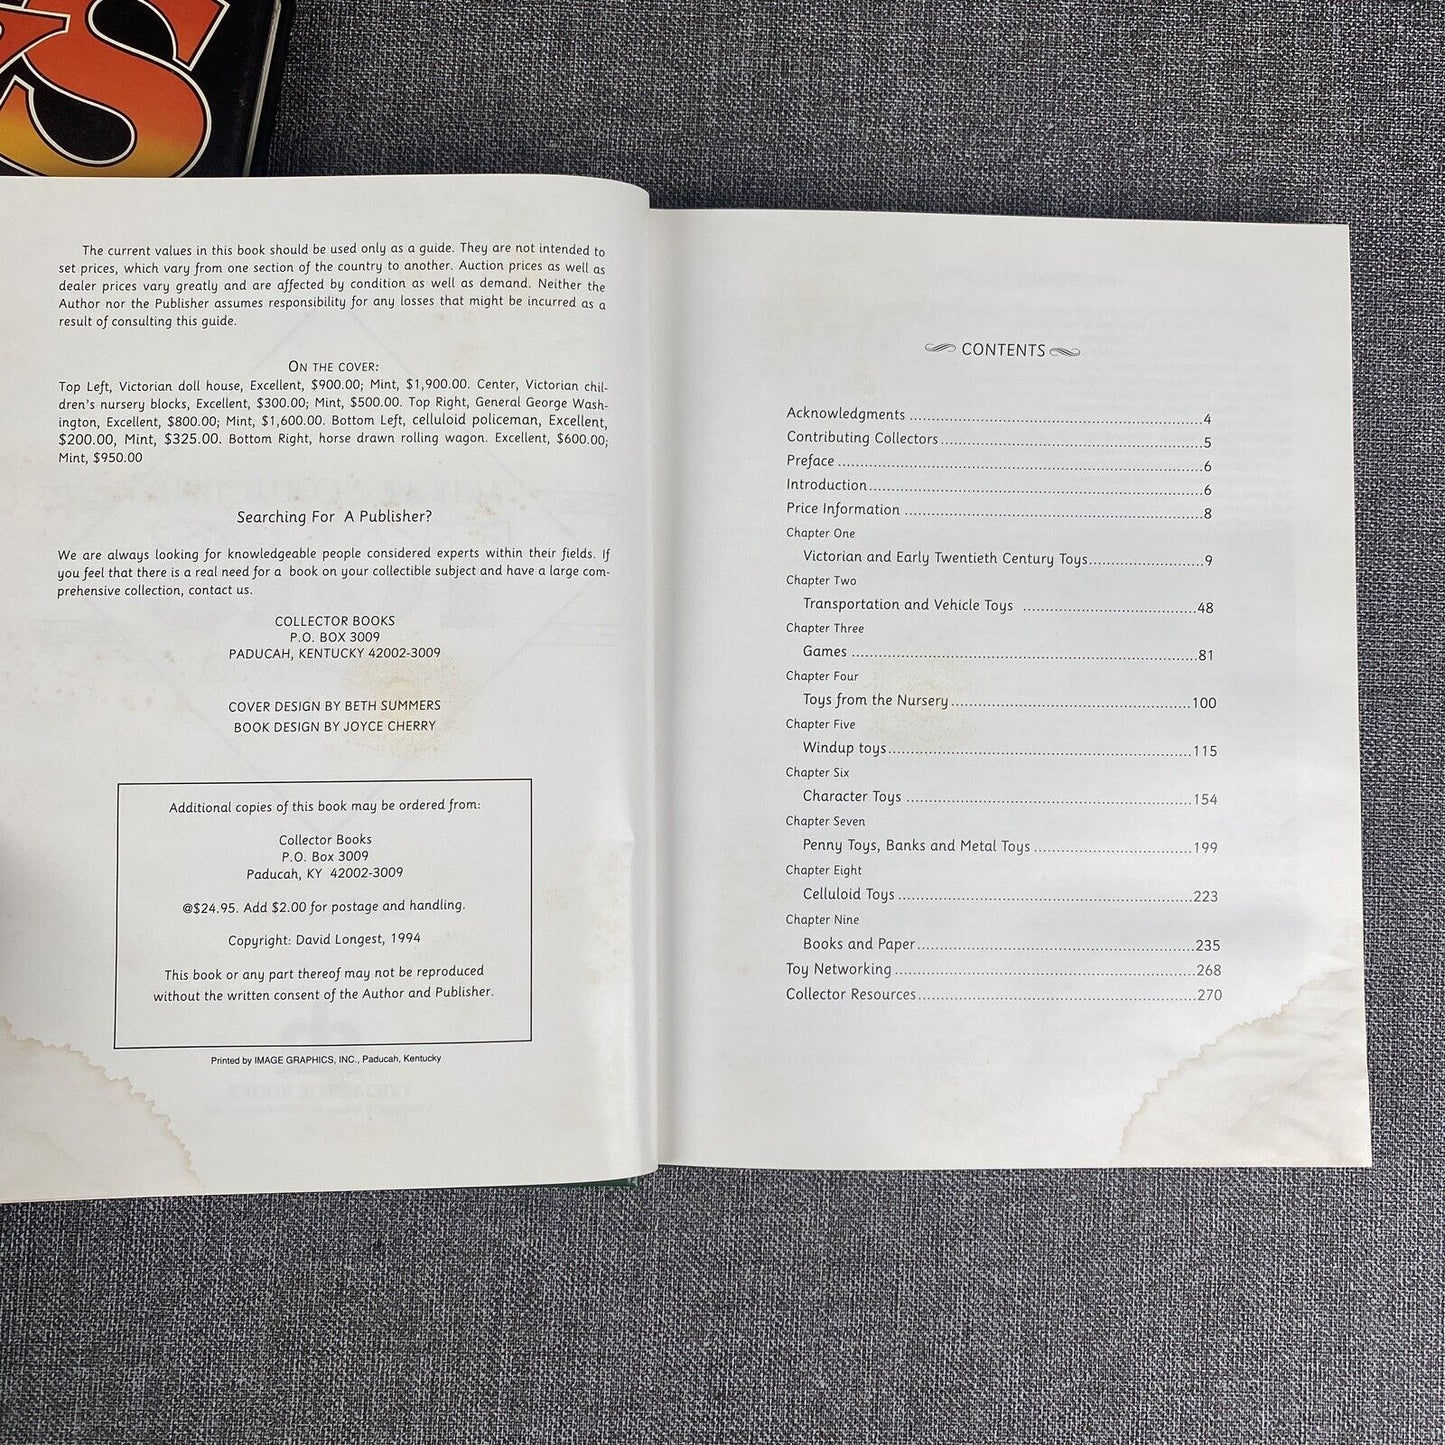 &S
The current values in this book should be used only as a guide. They are not intended to
set prices, which vary from one section of the country to another. Auction prices as well as
dealer prices vary greatly and are affected by condition as well as demand. Neither the
Author nor the Publisher assumes responsibility for any losses that might be incurred as a
result of consulting this guide.
ON THE COVER:
Top Left, Victorian doll house, Excellent, $900.00; Mint, $1,900.00. Center, Victorian chil-
dren's nursery blocks, Excellent, $300.00; Mint, $500.00. Top Right, General George Wash-
ington, Excellent, $800.00; Mint, $1,600.00. Bottom Left, celluloid policeman, Excellent,
$200.00, Mint, $325.00. Bottom Right, horse drawn rolling wagon. Excellent, $600.00;
Mint, $950.00
Searching For A Publisher?
We are always looking for knowledgeable people considered experts within their fields. If
you feel that there is a real need for a book on your collectible subject and have a large com-
prehensive collection, contact us.
COLLECTOR BOOKS
P.O. BOX 3009
PADUCAH, KENTUCKY 42002-3009
COVER DESIGN BY BETH SUMMERS
BOOK DESIGN BY JOYCE CHERRY
Additional copies of this book may be ordered from:
Collector Books
P.O. Box 3009
Paducah, KY 42002-3009
@$24.95. Add $2.00 for postage and handling.
Copyright: David Longest, 1994
This book or any part thereof may not be reproduced
without the written consent of the Author and Publisher.
Printed by IMAGE GRAPHICS, INC., Paducah, Kentucky
CONTENTS
Acknowledgments ........................................ 4
Contributing Collectors ........................................ 5
Preface ........................................ 6
Introduction ........................................ 6
Price Information ........................................ 8
Chapter One
Victorian and Early Twentieth Century Toys ........................................ 9
Chapter Two
Transportation and Vehicle Toys ........................................ 48
Chapter Three
Games ........................................ 81
Chapter Four
Toys from the Nursery ........................................ 100
Chapter Five
Windup toys ........................................ 115
Chapter Six
Character Toys ........................................ 154
Chapter Seven
Penny Toys, Banks and Metal Toys ........................................ 199
Chapter Eight
Celluloid Toys ........................................ 223
Chapter Nine
Books and Paper ........................................ 235
Toy Networking ........................................ 268
Collector Resources ........................................ 270